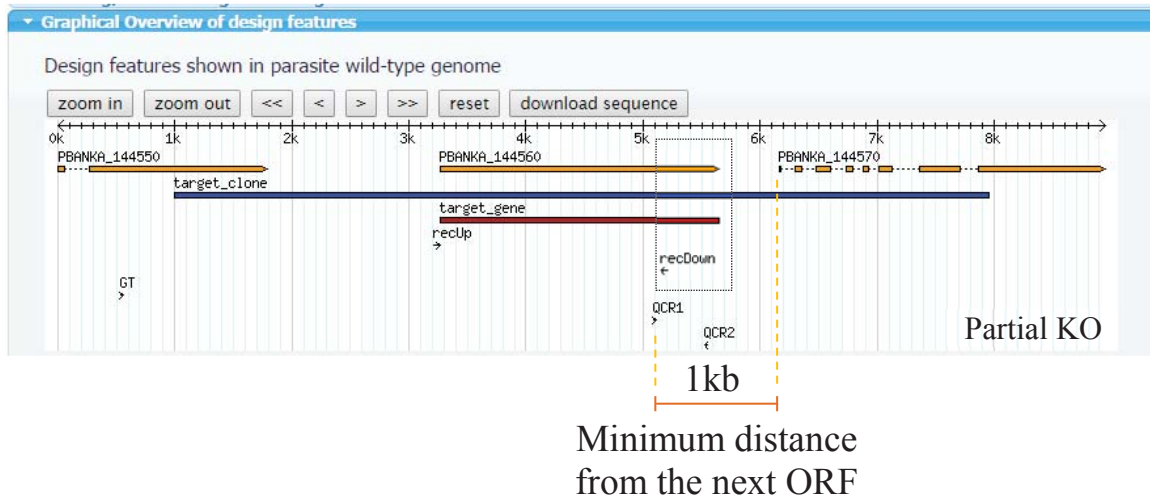 Graphical Overview of design features
Design features shown in parasite wild-type genome
zoom in zoom out << < > >> reset download sequence
0k 1k 2k 3k 4k 5k 6k 7k 8k
PBANKA_144550 PBANKA_144560 PBANKA_144570
target_clone
target_gene
recUp
recDown
GT
QCR1
QCR2
Partial KO
1kb
Minimum distance
from the next ORF